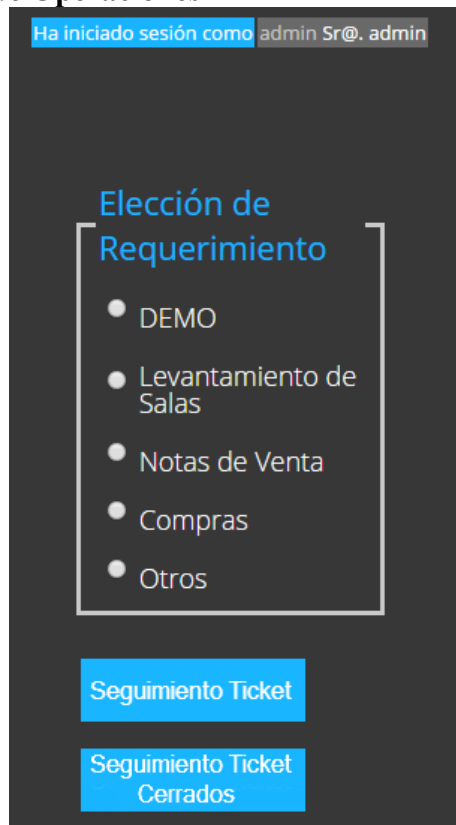 Ha iniciado sesión como admin Sr@. admin
Elección de
Requerimiento
DEMO
Levantamiento de
Salas
Notas de Venta
Compras
Otros
Seguimiento Ticket
Seguimiento Ticket
Cerrados